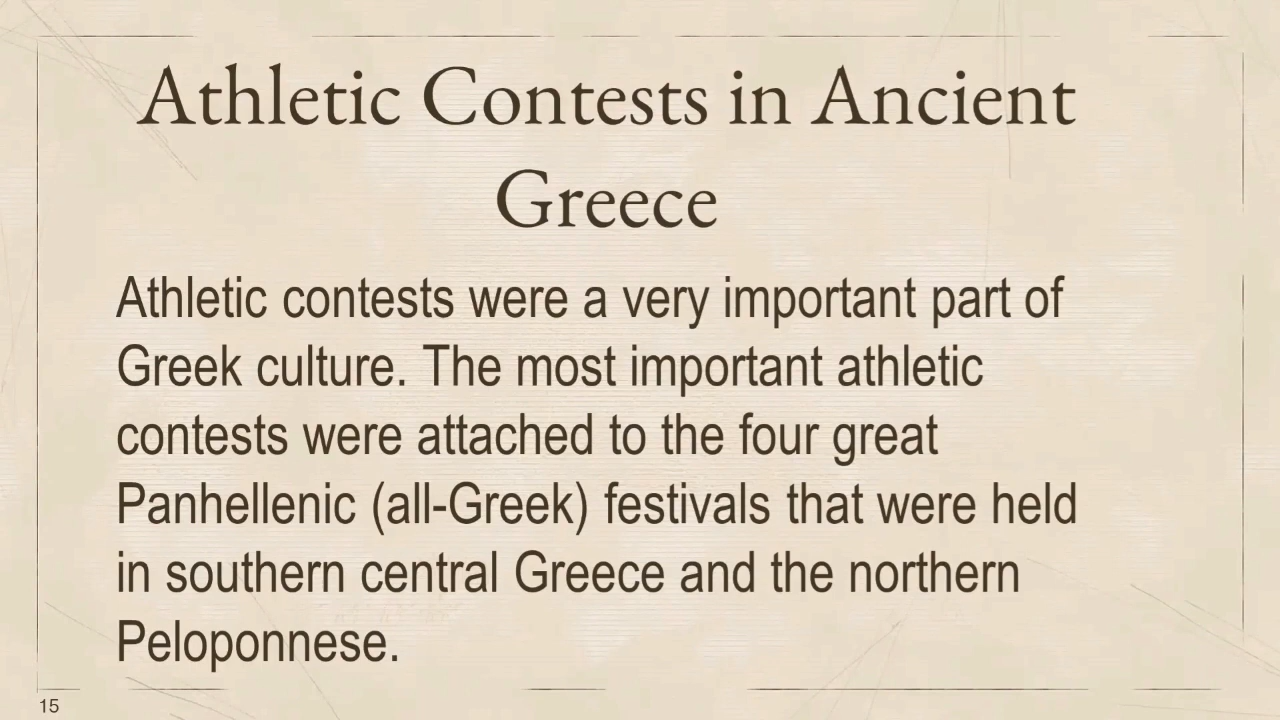 Athletic Contests in Ancient
Greece
Athletic contests were a very important part of
Greek culture. The most important athletic
contests were attached to the four great
Panhellenic (all-Greek) festivals that were held
in southern central Greece and the northern
Peloponnese.
15